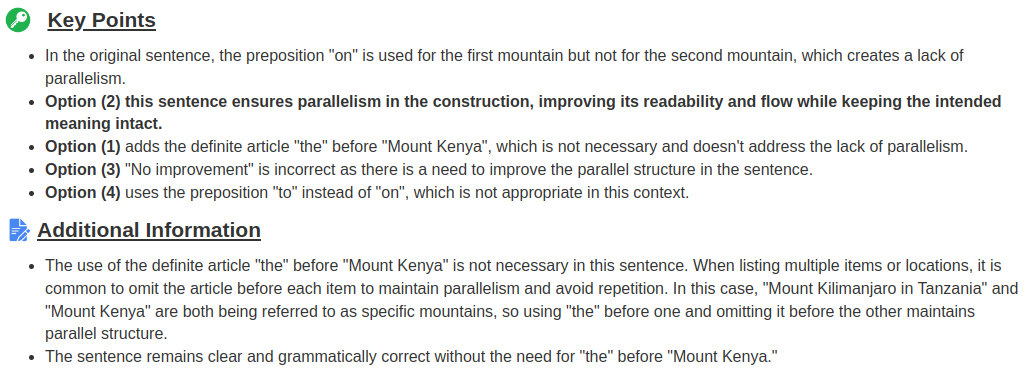 Key Points
In the original sentence, the preposition "on" is used for the first mountain but not for the second mountain, which creates a lack of
parallelism.
Option (2) this sentence ensures parallelism in the construction, improving its readability and flow while keeping the intended
meaning intact.
Option (1) adds the definite article "the" before "Mount Kenya", which is not necessary and doesn't address the lack of parallelism.
Option (3) "No improvement" is incorrect as there is a need to improve the parallel structure in the sentence.
Option (4) uses the preposition "to" instead of "on", which is not appropriate in this context.
Additional Information
The use of the definite article "the" before "Mount Kenya" is not necessary in this sentence. When listing multiple items or locations, it is
common to omit the article before each item to maintain parallelism and avoid repetition. In this case, "Mount Kilimanjaro in Tanzania" and
"Mount Kenya" are both being referred to as specific mountains, so using "the" before one and omitting it before the other maintains
parallel structure.
The sentence remains clear and grammatically correct without the need for "the" before "Mount Kenya."